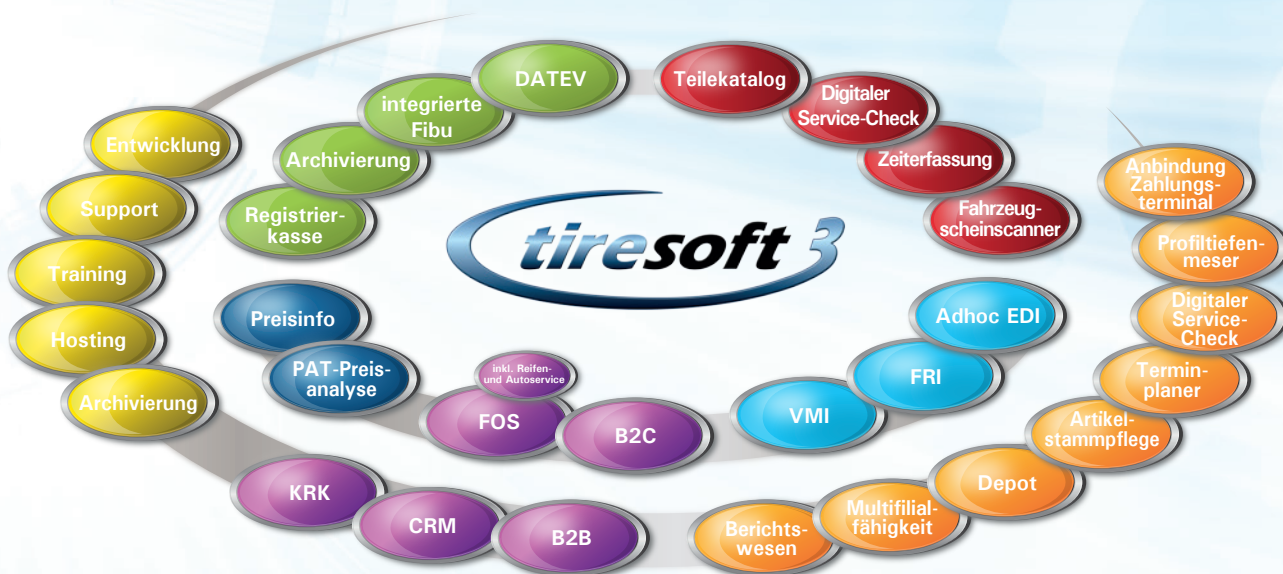 DATEV
integrierte
Fibu
Archivierung
Registrier-
kasse
Teilekatalog
Digitaler
Service-Check
Zeiterfassung
Fahrzeug-
scheinscanner
Entwicklung
Support
Training
Hosting
Archivierung
tiresoft 3
Anbindung
Zahlungs-
terminal
Profiltiefen-
meser
Digitaler
Service-
Check
Termin-
planer
Artikel-
stammpflege
Depot
Multifilial-
fähigkeit
Berichts-
wesen
Preisinfo
PAT-Preis-
analyse
inkl. Reifen-
und Autoservice
FOS
B2C
VMI
FRI
Adhoc EDI
KRK
CRM
B2B